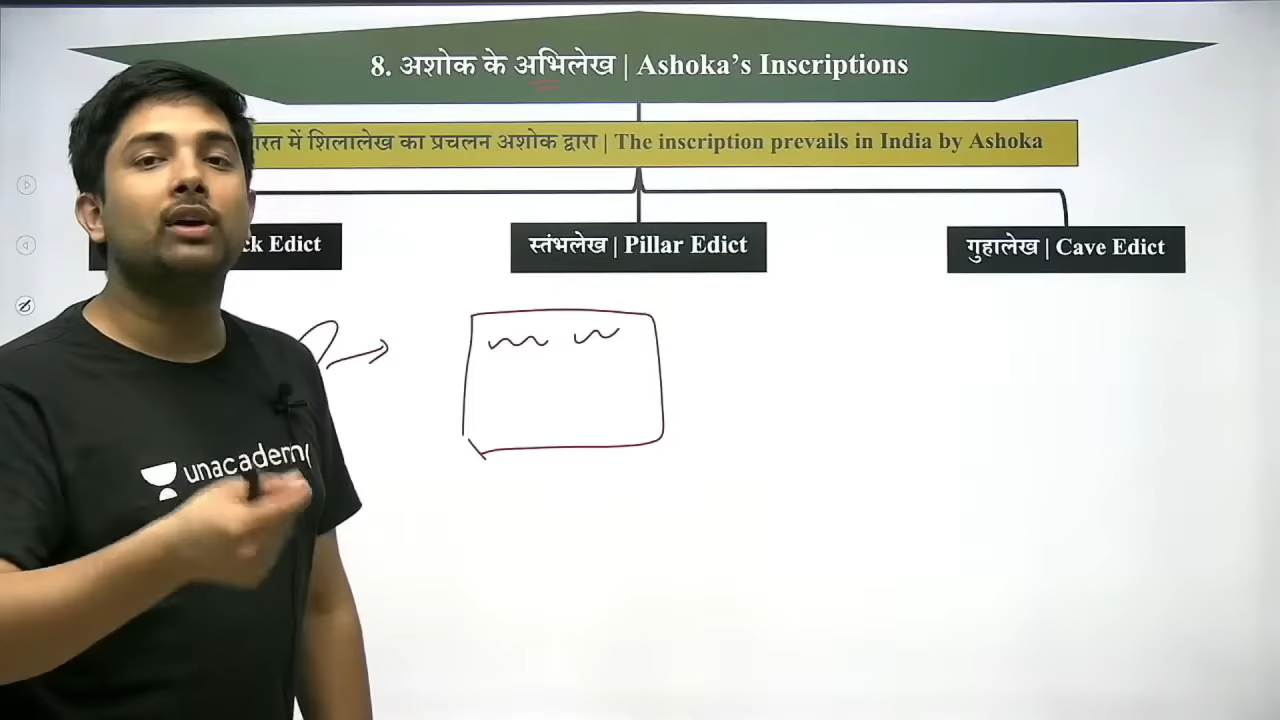 8. अशोक के अभिलेख | Ashoka's Inscriptions
में शिलालेख का प्रचलन अशोक द्वारा | The inscription prevails in India by Ashoka
Edict
स्तंभलेख | Pillar Edict
गुहालेख | Cave Edict
unacademy